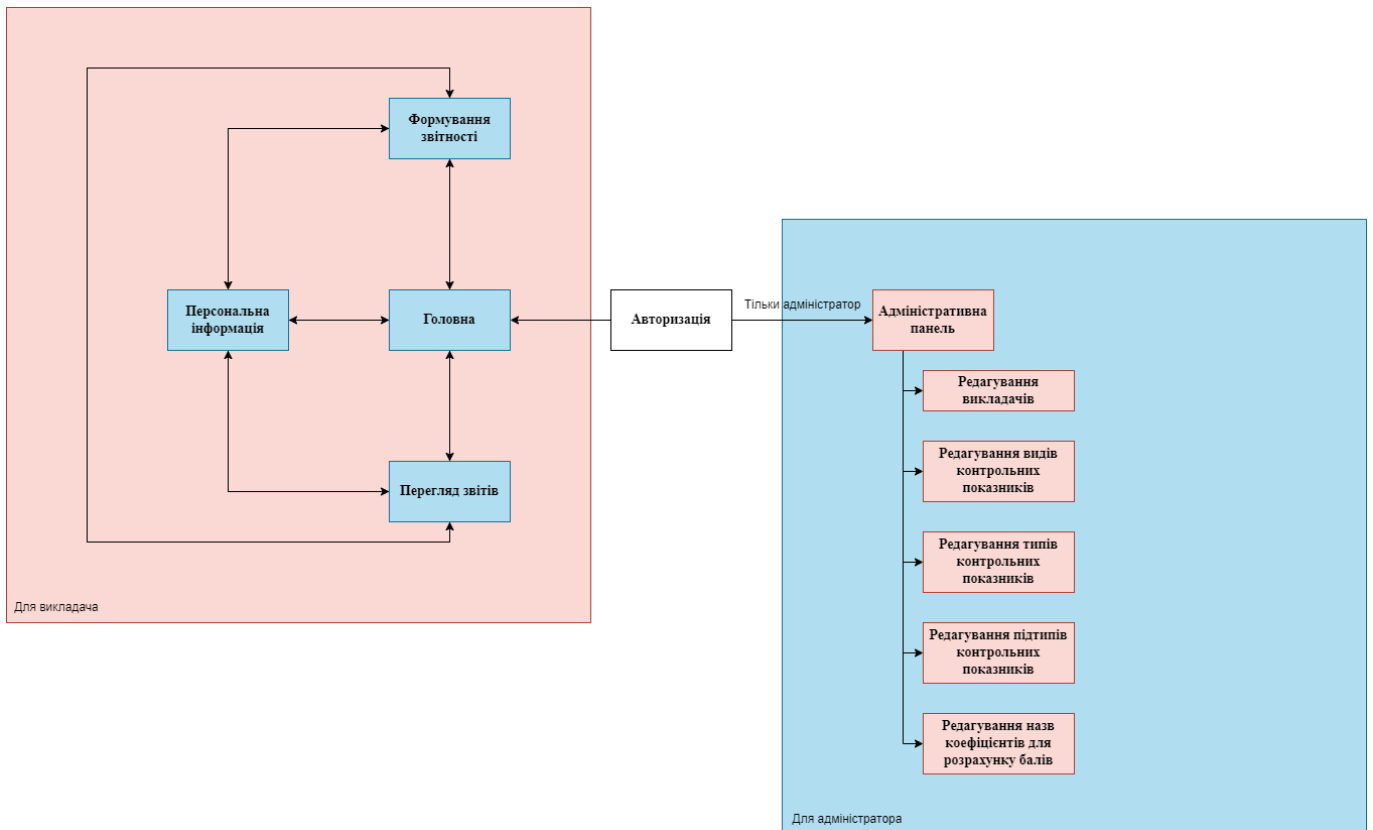 Формування
звітності
Персональна
інформація
Головна
Авторизація
Тільки адміністратор
Адміністративна
панель
Редагування
викладачів
Редагування видів
контрольних
показників
Перегляд звітів
Редагування типів
контрольних
показників
Для викладача
Редагування підтипів
контрольних
показників
Редагування назв
коефіцієнтів для
розрахунку балів
Для адміністратора